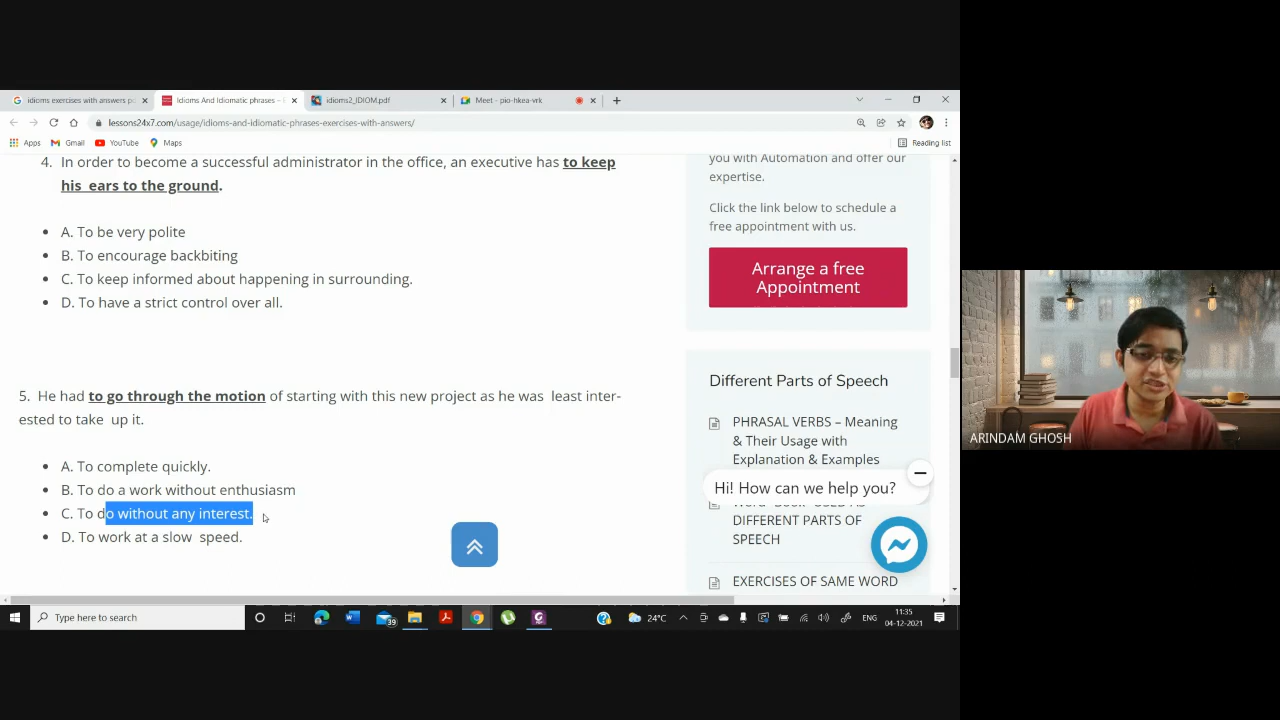 idioms exercises with answers p
Idioms And Idiomatic phrases – E
idioms2_IDIOM.pdf
Meet - pio-hkea-vrk
lessons24x7.com/usage/idioms-and-idiomatic-phrases-exercises-with-answers/
Apps
Gmail
YouTube
Maps
Reading list
4. In order to become a successful administrator in the office, an executive has to keep
his ears to the ground.
A. To be very polite
B. To encourage backbiting
C. To keep informed about happening in surrounding.
D. To have a strict control over all.
5. He had to go through the motion of starting with this new project as he was least inter-
ested to take up it.
A. To complete quickly.
B. To do a work without enthusiasm
C. To do without any interest.
D. To work at a slow speed.
you with Automation and offer our
expertise.
Click the link below to schedule a
free appointment with us.
Arrange a free
Appointment
Different Parts of Speech
PHRASAL VERBS – Meaning
& Their Usage with
Explanation & Examples
Hi! How can we help you?
DIFFERENT PARTS OF
SPEECH
EXERCISES OF SAME WORD
ARINDAM GHOSH
Type here to search
39
24°C
ENG
11:35
04-12-2021